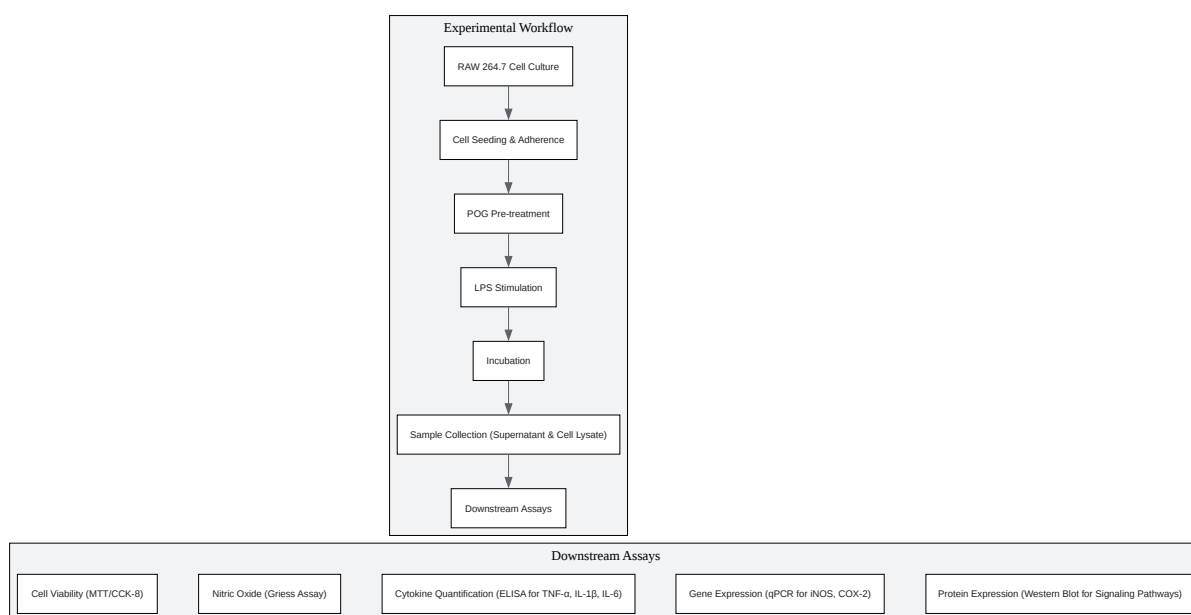 Experimental Workflow
RAW 264.7 Cell Culture
Cell Seeding & Adherence
POG Pre-treatment
LPS Stimulation
Incubation
Sample Collection (Supernatant & Cell Lysate)
Downstream Assays
Downstream Assays
Cell Viability (MTT/CCK-8)
Nitric Oxide (Griess Assay)
Cytokine Quantification (ELISA for TNF-α, IL-1β, IL-6)
Gene Expression (qPCR for iNOS, COX-2)
Protein Expression (Western Blot for Signaling Pathways)